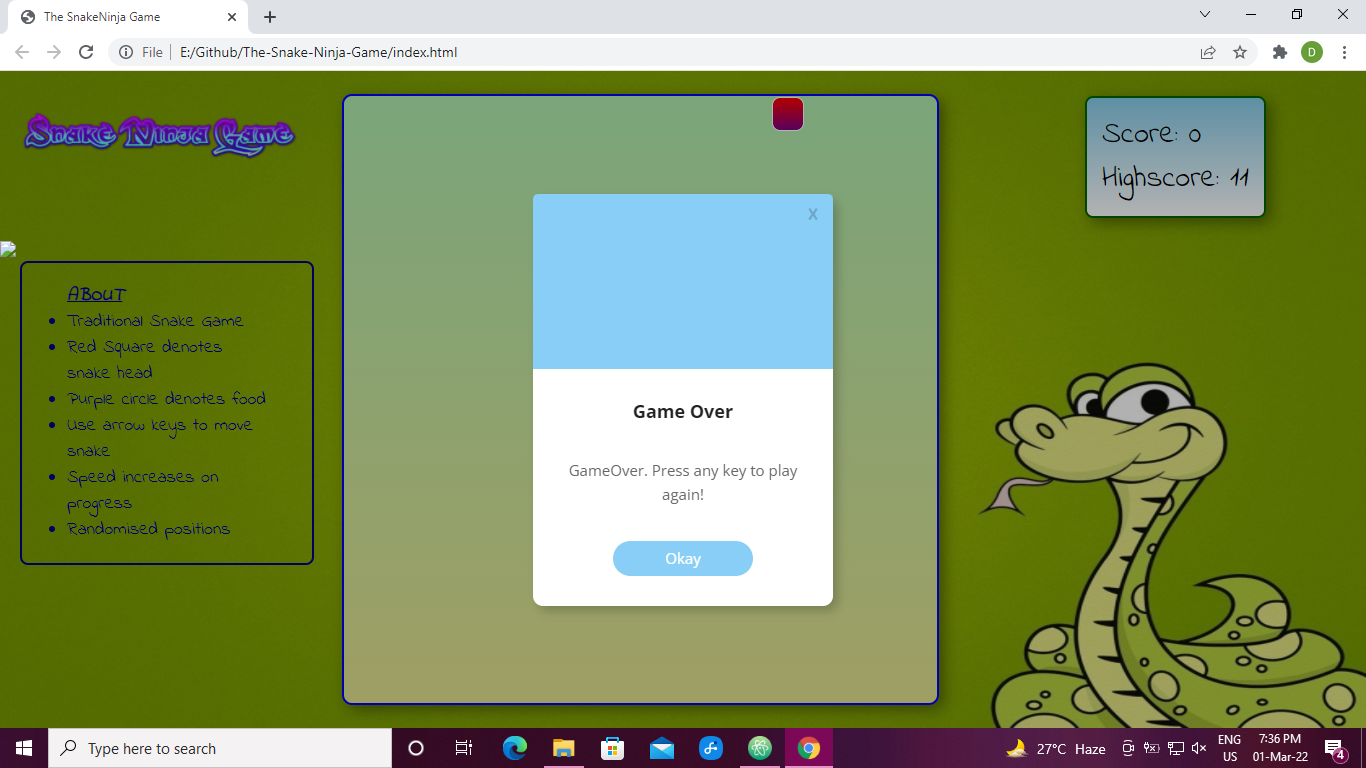 The SnakeNinja Game
File
E:/Github/The-Snake-Ninja-Game/index.html
D
Snake Ninja Game
Score: 0
Highscore: 11
ABOUT
Traditional Snake Game
Red Square denotes
snake head
Purple circle denotes food
Use arrow keys to move
snake
Speed increases on
progress
Randomised positions
X
Game Over
GameOver. Press any key to play
again!
Okay
Type here to search
27°C Haze
ENG
US
7:36 PM
01-Mar-22
4